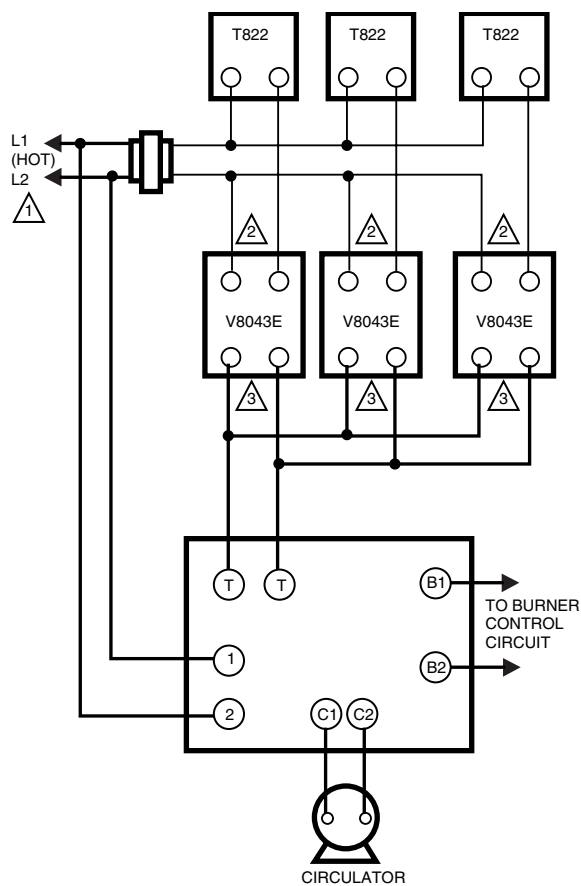 T822 T822 T822
L1
(HOT)
L2
1
2 2 2
V8043E V8043E V8043E
3 3 3
T T B1
TO BURNER
CONTROL
CIRCUIT
1
B2
2 C1 C2
CIRCULATOR